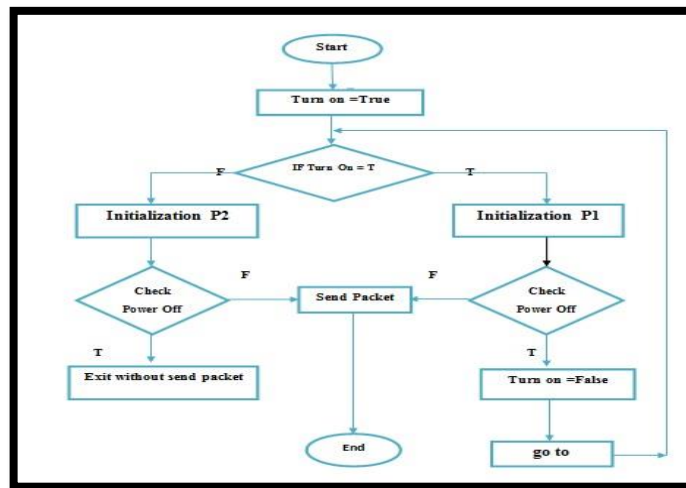 Start
Turn on =True
IF Turn On = T
F
T
Initialization P2
Initialization P1
Check
Power Off
F
Send Packet
F
Check
Power Off
T
T
Exit without send packet
Turn on =False
End
go to